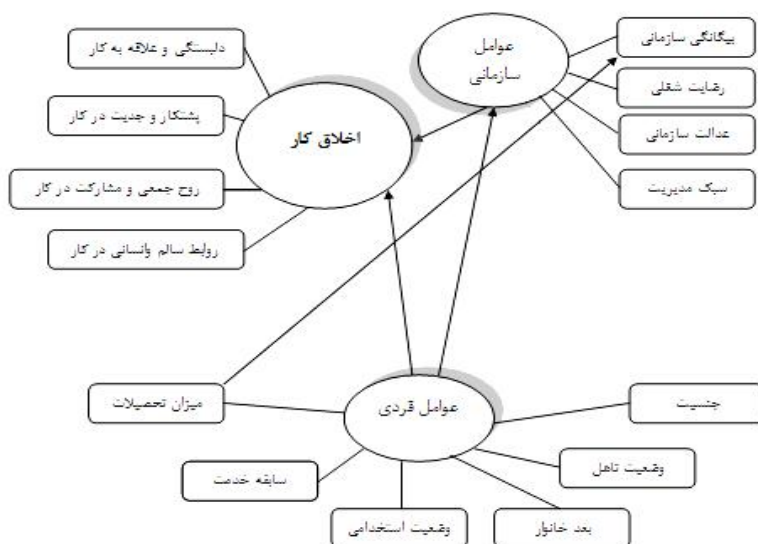 عوامل
سازمانی
بیگانگی سازمانی
رضایت شغلی
عدالت سازمانی
سبک مدیریت
اخلاق کار
دلبستگی و علاقه به کار
پشتکار و جدیت در کار
روح جمعی و مشارکت در کار
روابط سالم وانسانی در کار
عوامل قردی
جنسیت
وضعیت تاهل
بعد خانوار
وضعیت استخدامی
سابقه خدمت
میزان تحصیلات